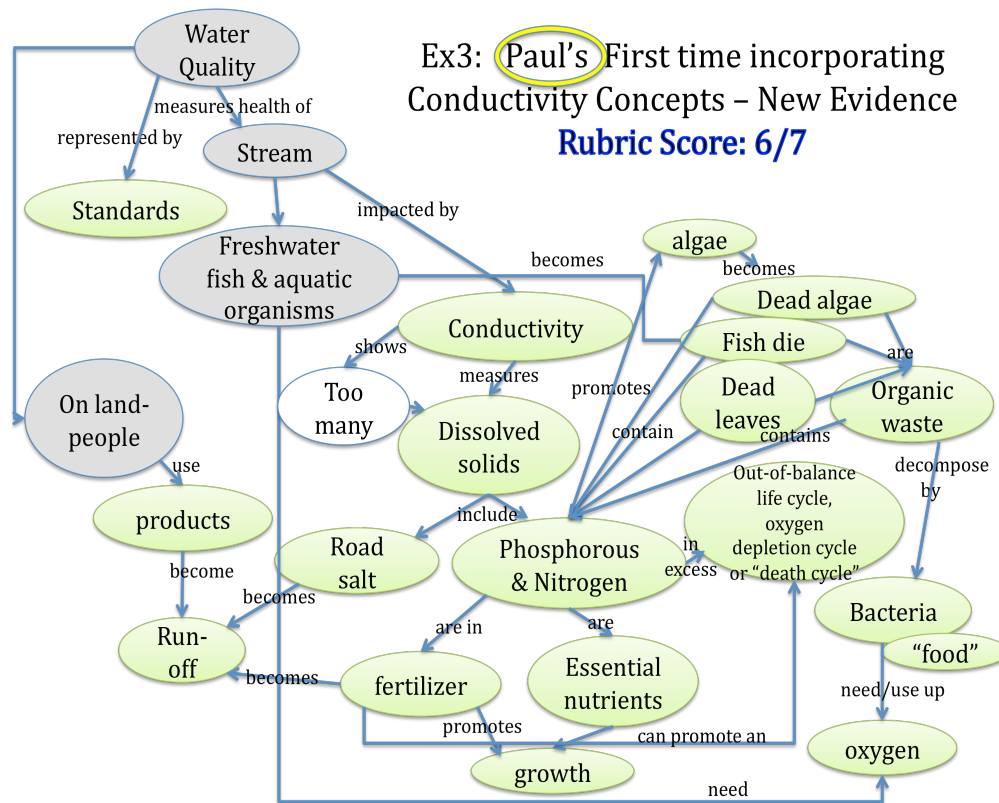 Water
Quality
Ex3: Paul's First time incorporating
Conductivity Concepts – New Evidence
Rubric Score: 6/7
measures health of
represented by
Stream
Standards
impacted by
Freshwater
fish & aquatic
organisms
becomes
algae
becomes
Dead algae
Conductivity
Fish die
shows
are
measures
promotes
Too
many
Dead
leaves
Organic
waste
On land-
people
Dissolved
solids
contain
contains
use
decompose
by
products
include
Out-of-balance
life cycle,
oxygen
depletion cycle
or “death cycle”
Road
salt
Phosphorous
& Nitrogen
in
excess
become
becomes
Bacteria
are in
are
Run-
off
“food”
becomes
fertilizer
Essential
nutrients
need/use up
promotes
can promote an
oxygen
growth
need